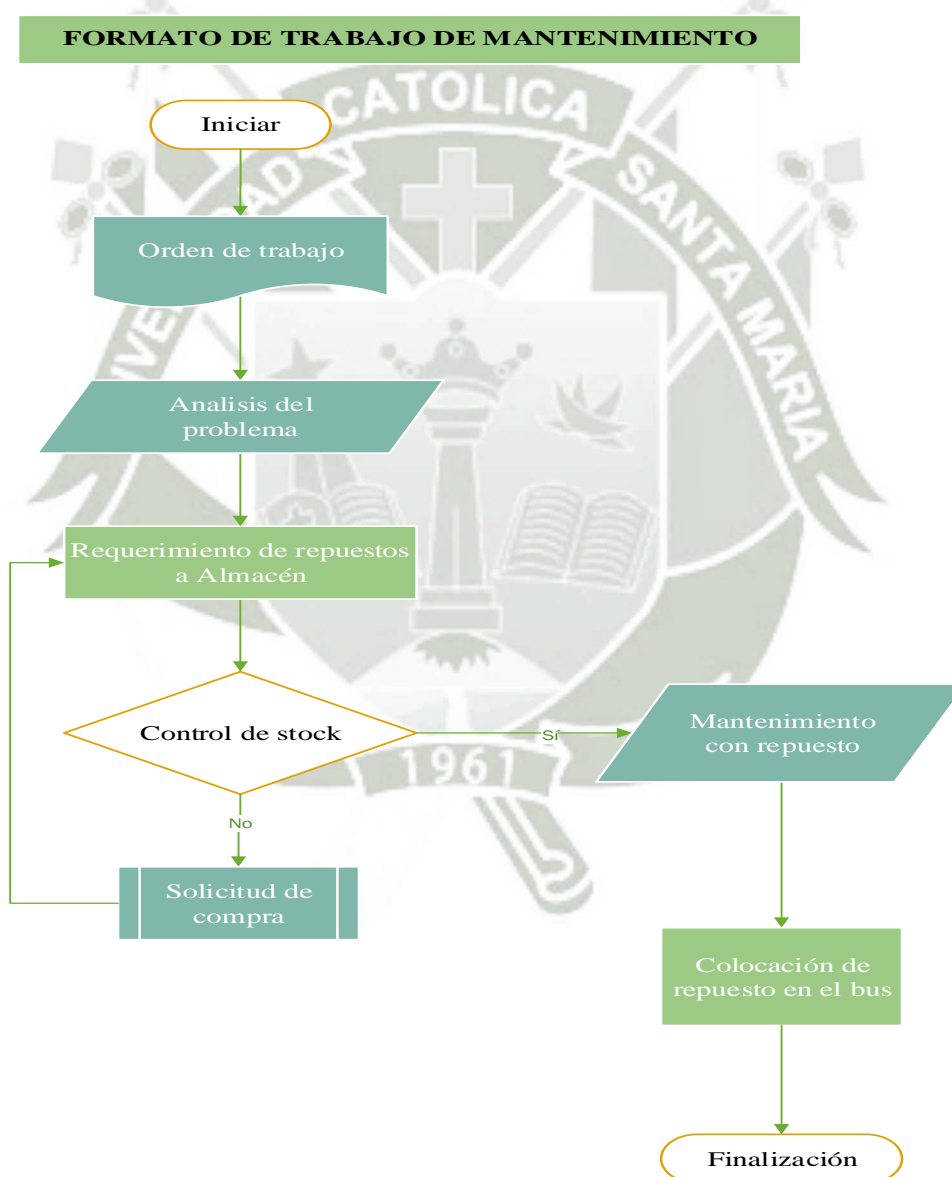 FORMATO DE TRABAJO DE MANTENIMIENTO
CATOLICA
SANTA MARIA
Iniciar
Orden de trabajo
Analisis del
problema
Requerimiento de repuestos
a Almacén
Control de stock
Sí
Mantenimiento
con repuesto
1961
No
Solicitud de
compra
Colocación de
repuesto en el bus
Finalización